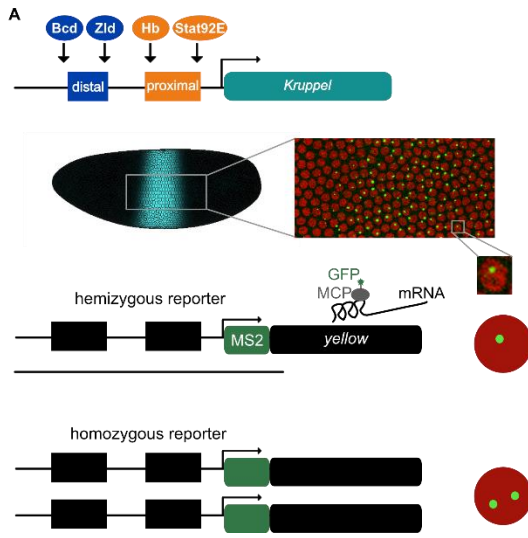 A
Bcd Zld Hb Stat92E
distal proximal Kruppel
GFP
MCP mRNA
hemizygous reporter
MS2 yellow
homozygous reporter